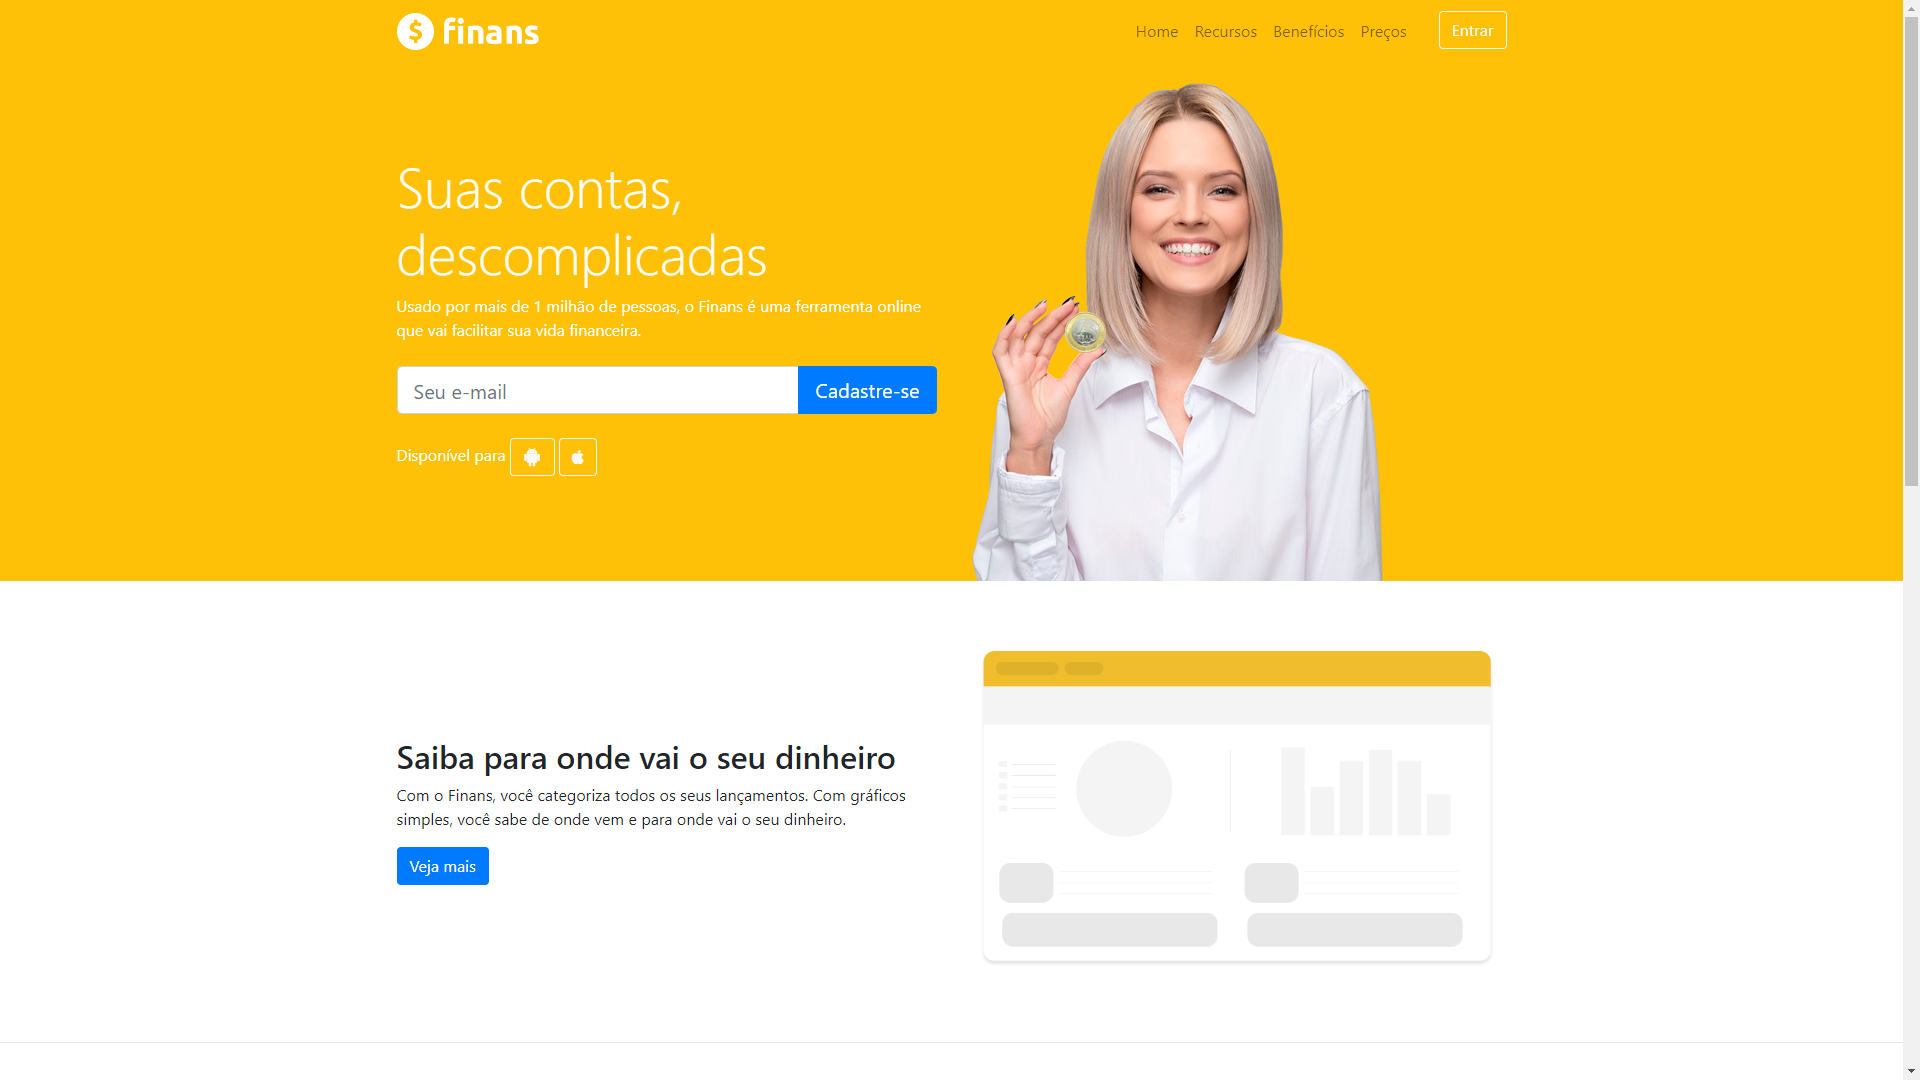 finans
Home Recursos Benefícios Preços Entrar
Suas contas,
descomplicadas
Usado por mais de 1 milhão de pessoas, o Finans é uma ferramenta online
que vai facilitar sua vida financeira.
Seu e-mail Cadastre-se
Disponível para
Saiba para onde vai o seu dinheiro
Com o Finans, você categoriza todos os seus lançamentos. Com gráficos
simples, você sabe de onde vem e para onde vai o seu dinheiro.
Veja mais